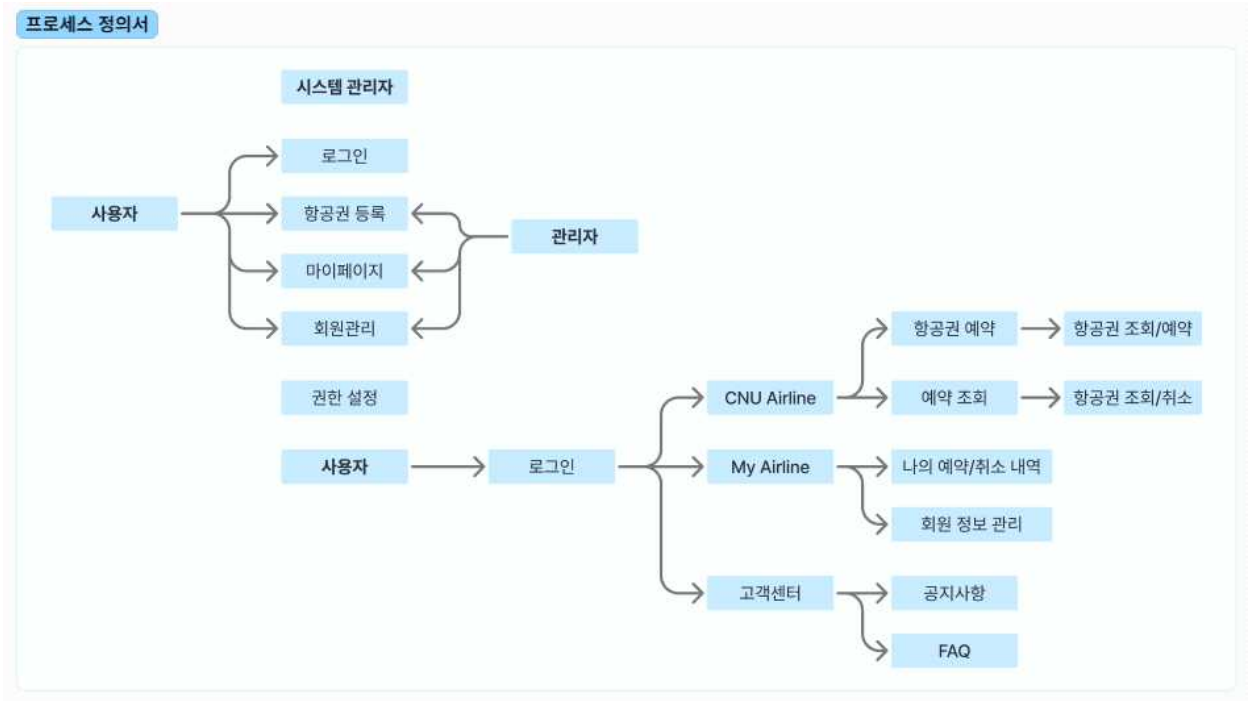 프로세스 정의서
시스템 관리자
로그인
사용자
항공권 등록
관리자
마이페이지
회원관리
항공권 예약
항공권 조회/예약
권한 설정
CNU Airline
예약 조회
항공권 조회/취소
사용자
로그인
My Airline
나의 예약/취소 내역
회원 정보 관리
고객센터
공지사항
FAQ